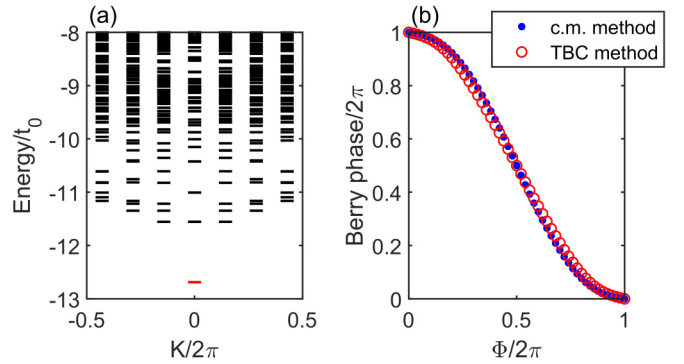 (a)
-8
-9
-10
-11
-12
-13
Energy/t0
-0.5
0
0.5
K/2π
(b)
1
0.8
0.6
0.4
0.2
0
Berry phase/2π
0
0.5
1
Φ/2π
c.m. method
TBC method